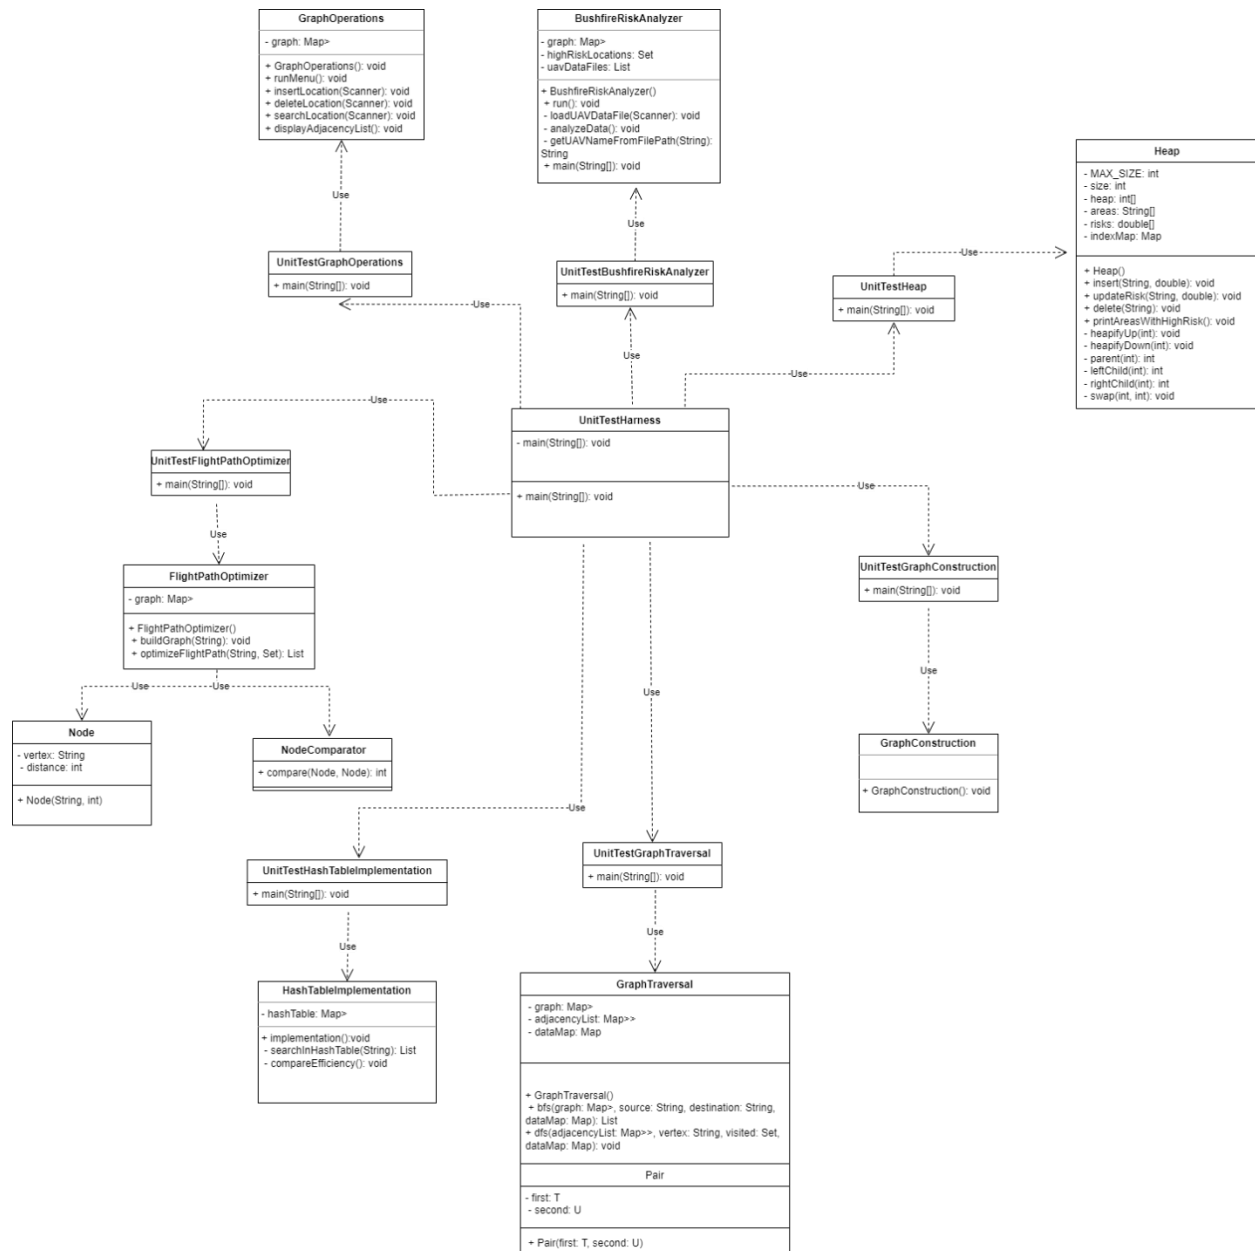 GraphOperations
- graph: Map>
+ GraphOperations(): void
+ runMenu(): void
+ insertLocation(Scanner): void
+ deleteLocation(Scanner): void
+ searchLocation(Scanner): void
+ displayAdjacencyList(): void
BushfireRiskAnalyzer
- graph: Map>
- highRiskLocations: Set
- uavDataFiles: List
+ BushfireRiskAnalyzer()
+ run(): void
- loadUAVDataFile(Scanner): void
- analyzeData(): void
- getUAVNameFromFilePath(String):
String
+ main(String[]): void
Heap
- MAX_SIZE: int
- size: int
- heap: int[]
- areas: String[]
- risks: double[]
- indexMap: Map
+ Heap()
+ insert(String, double): void
+ updateRisk(String, double): void
+ delete(String): void
+ printAreasWithHighRisk(): void
- heapifyUp(int): void
- heapifyDown(int): void
- parent(int): int
- leftChild(int): int
- rightChild(int): int
- swap(int, int): void
Use
Use
Use
UnitTestGraphOperations
+ main(String[]): void
UnitTestBushfireRiskAnalyzer
+ main(String[]): void
UnitTestHeap
+ main(String[]): void
Use
Use
Use
Use
UnitTestHarness
- main(String[]): void
+ main(String[]): void
UnitTestFlightPathOptimizer
+ main(String[]): void
Use
Use
UnitTestGraphConstruction
+ main(String[]): void
FlightPathOptimizer
- graph: Map>
+ FlightPathOptimizer()
+ buildGraph(String): void
+ optimizeFlightPath(String, Set): List
Use
Use
Use
Use
Node
- vertex: String
- distance: int
+ Node(String, int)
NodeComparator
+ compare(Node, Node): int
GraphConstruction
+ GraphConstruction(): void
Use
UnitTestHashTableImplementation
+ main(String[]): void
UnitTestGraphTraversal
+ main(String[]): void
Use
Use
HashTableImplementation
- hashTable: Map>
+ implementation():void
- searchInHashTable(String): List
- compareEfficiency(): void
GraphTraversal
- graph: Map>
- adjacencyList: Map>>
- dataMap: Map
+ GraphTraversal()
+ bfs(graph: Map>, source: String, destination: String,
dataMap: Map): List
+ dfs(adjacencyList: Map>>, vertex: String, visited: Set,
dataMap: Map): void
Pair
- first: T
- second: U
+ Pair(first: T, second: U)